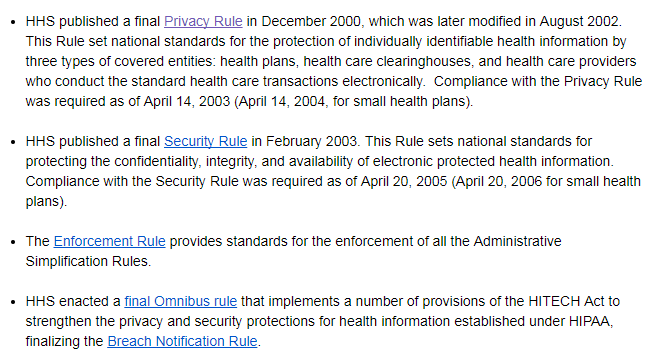 • HHS published a final Privacy Rule in December 2000, which was later modified in August 2002.
This Rule set national standards for the protection of individually identifiable health information by
three types of covered entities: health plans, health care clearinghouses, and health care providers
who conduct the standard health care transactions electronically.  Compliance with the Privacy Rule
was required as of April 14, 2003 (April 14, 2004, for small health plans).
• HHS published a final Security Rule in February 2003. This Rule sets national standards for
protecting the confidentiality, integrity, and availability of electronic protected health information.
Compliance with the Security Rule was required as of April 20, 2005 (April 20, 2006 for small health
plans).
• The Enforcement Rule provides standards for the enforcement of all the Administrative
Simplification Rules.
• HHS enacted a final Omnibus rule that implements a number of provisions of the HITECH Act to
strengthen the privacy and security protections for health information established under HIPAA,
finalizing the Breach Notification Rule.